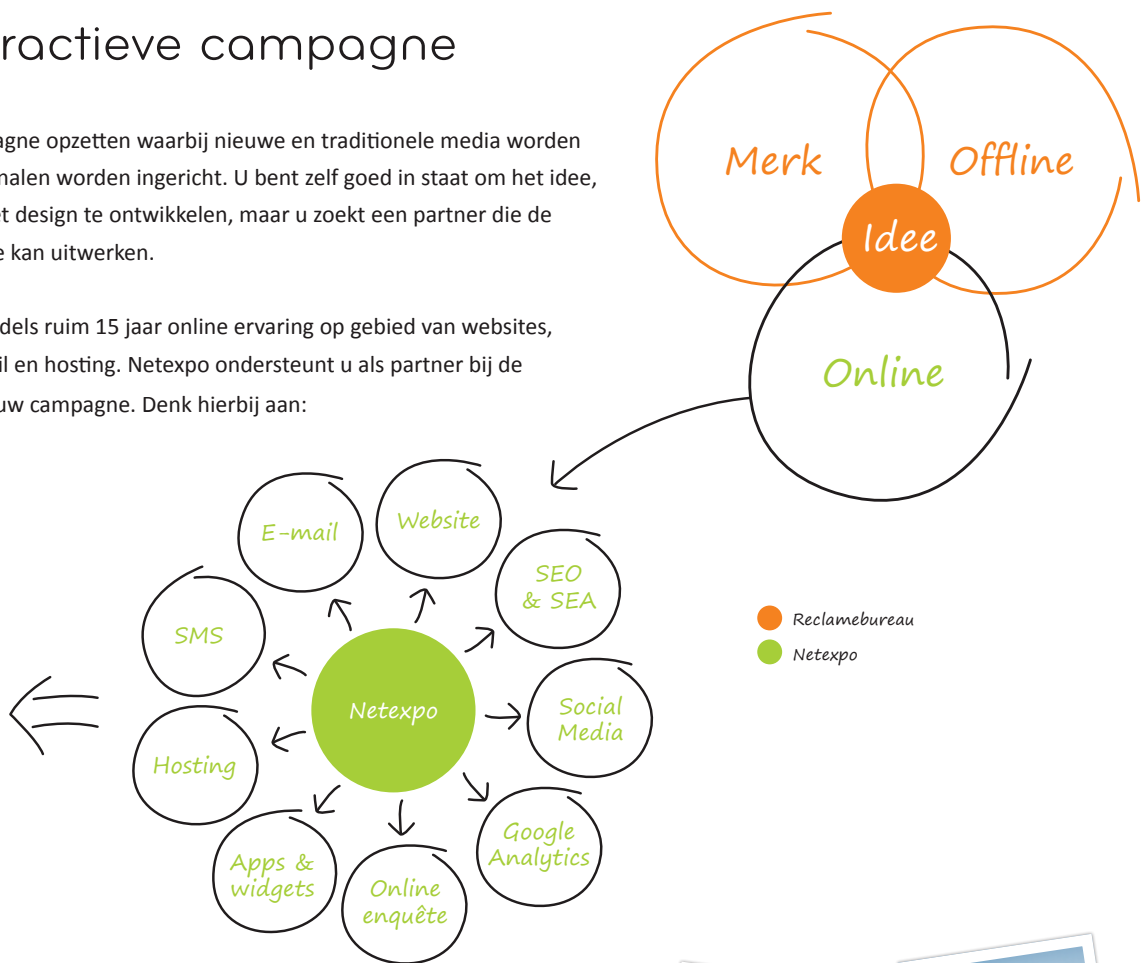 ractieve campagne
agne opzetten waarbij nieuwe en traditionele media worden
nalen worden ingericht. U bent zelf goed in staat om het idee,
et design te ontwikkelen, maar u zoekt een partner die de
e kan uitwerken.
dels ruim 15 jaar online ervaring op gebied van websites,
il en hosting. Netexpo ondersteunt u als partner bij de
uw campagne. Denk hierbij aan:
Merk
Offline
Idee
Online
E-mail
Website
SEO
& SEA
SMS
Netexpo
Social
Media
Hosting
Google
Analytics
Apps &
widgets
Online
enquête
Reclamebureau
Netexpo